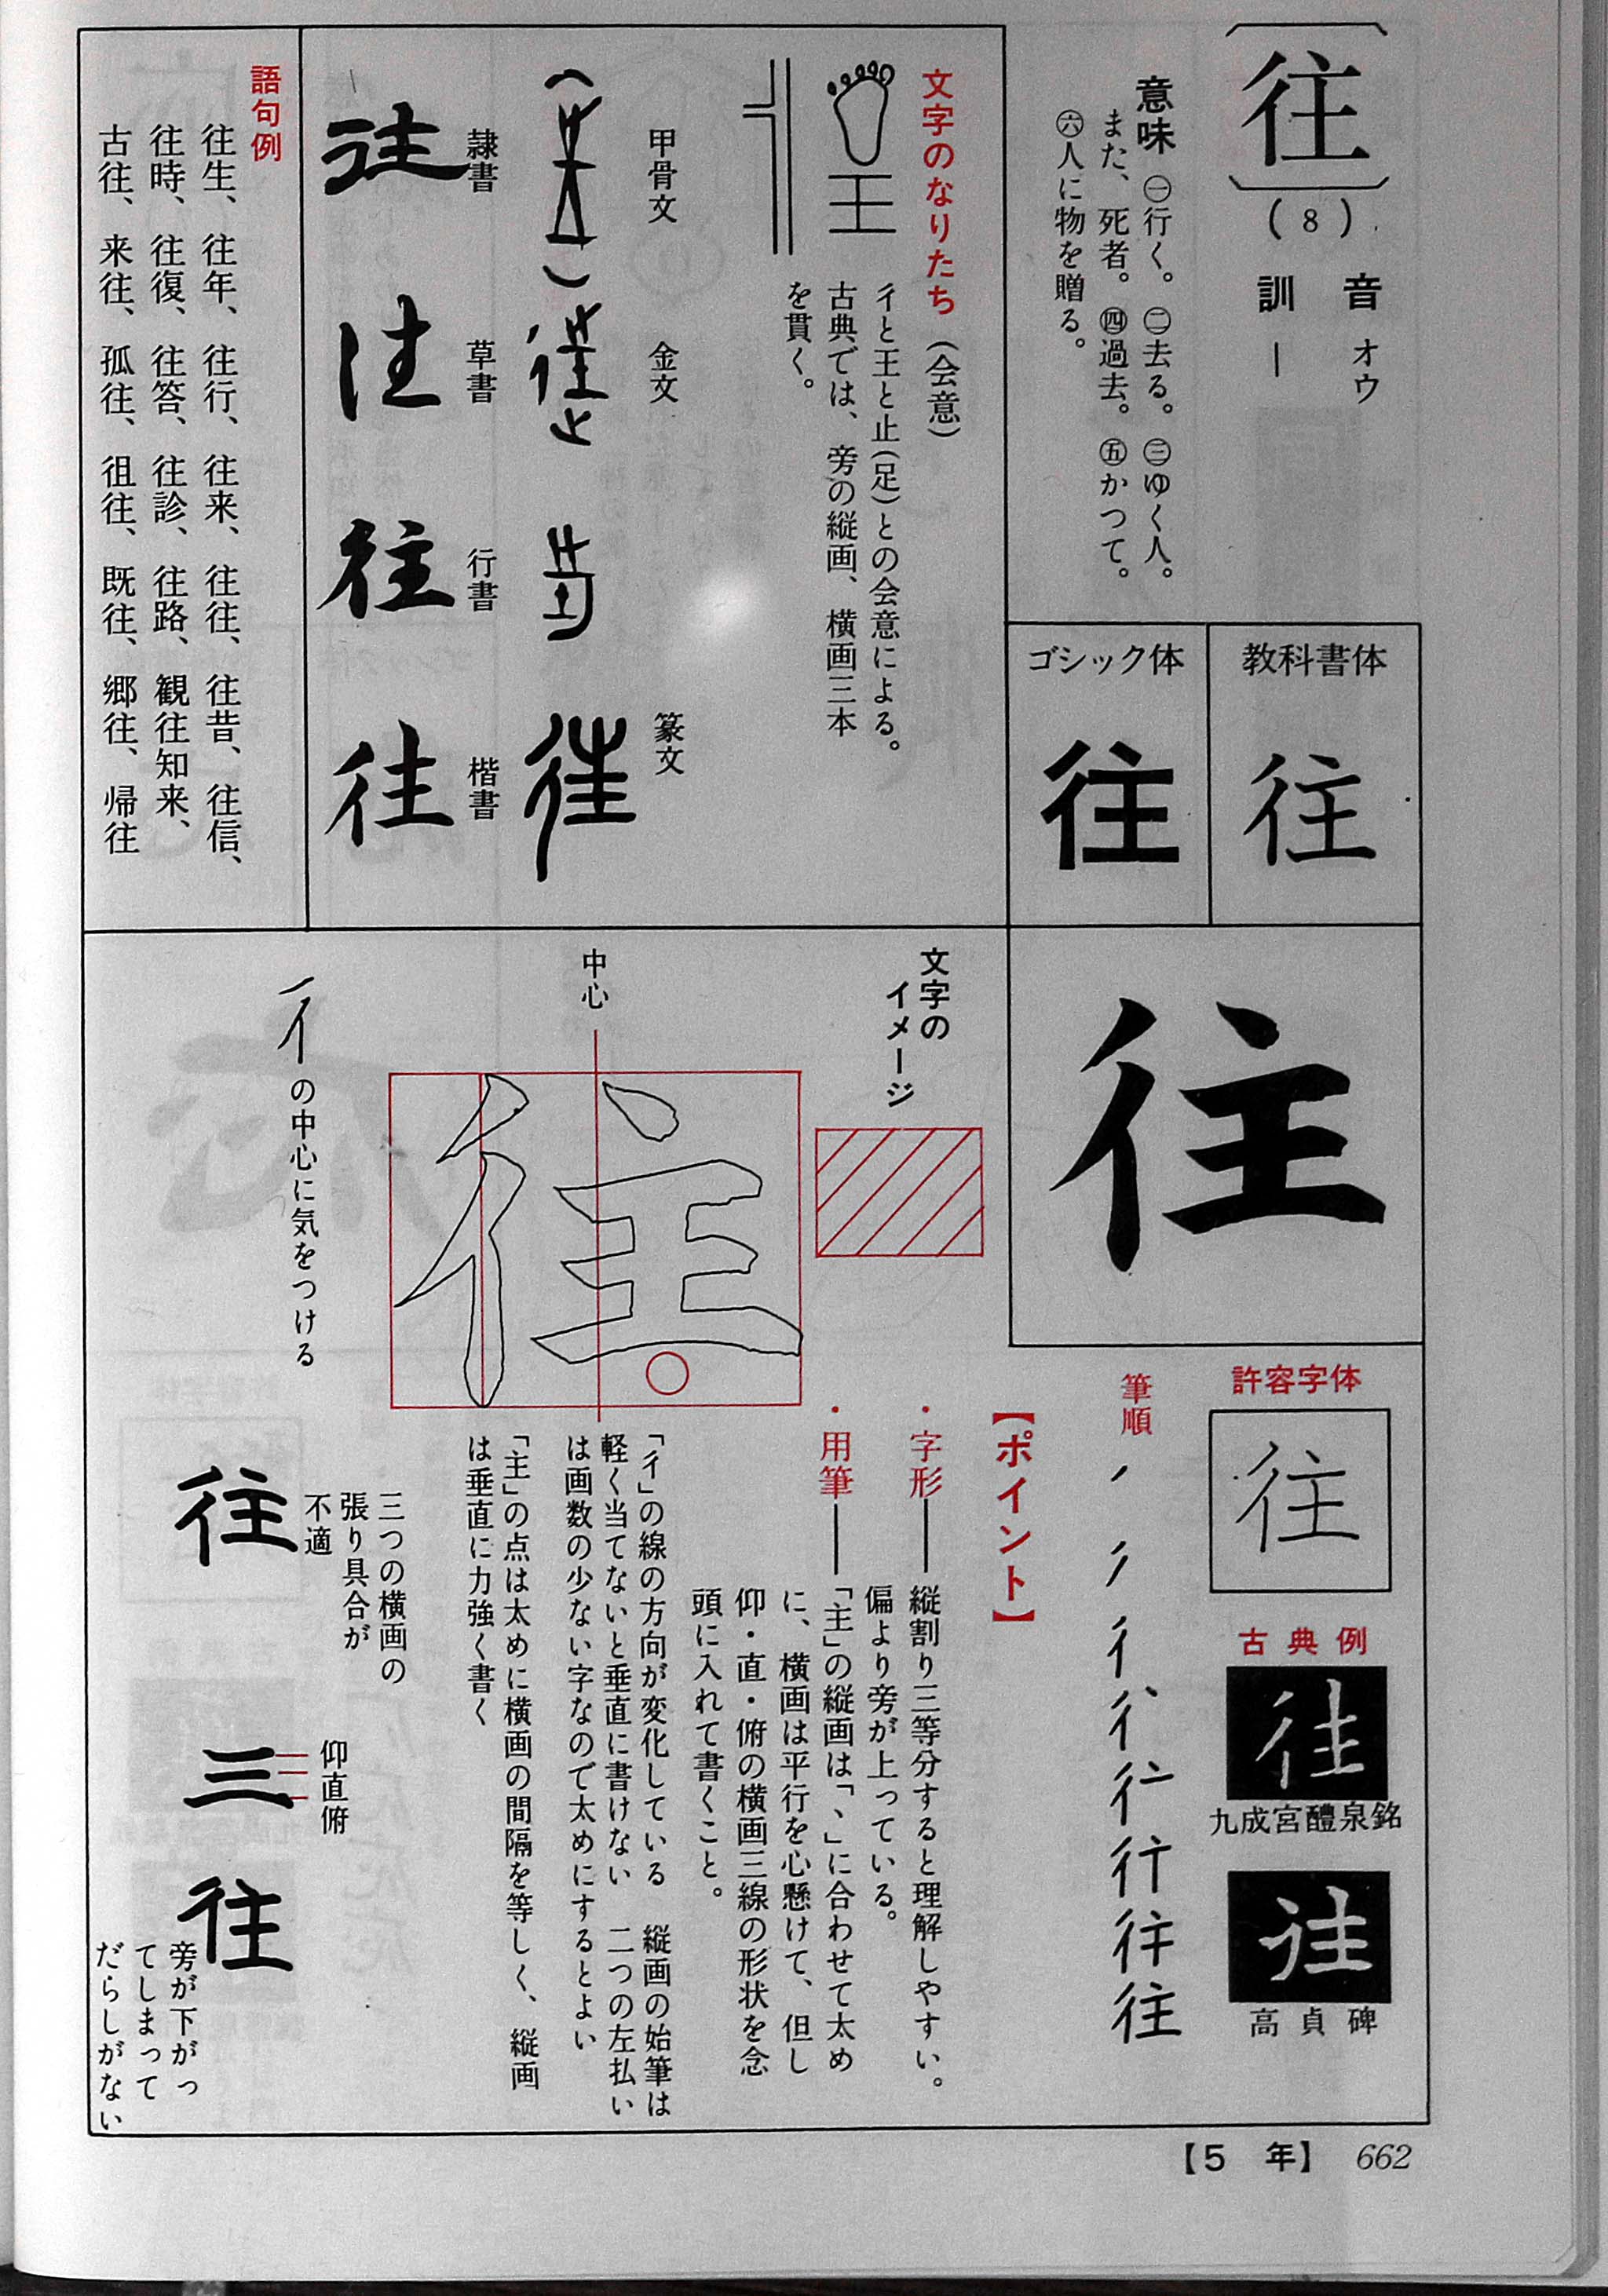 往
(8)
音 オウ
訓 ー
意味 ㊀行く。㊁去る。㊂ゆく人。
また、死者。㊃過去。㊄かつて。
㊅人に物を贈る。
教科書体
往
ゴシック体
往
文字のなりたち（会意）
彳と王と止(足)との会意による。
古典では、旁の縦画、横画三本
を貫く。
王
甲骨文
金文
篆文
隷書
往
草書
往
行書
往
楷書
往
語句例
往生、往年、往行、往来、往往、往昔、往信、
往時、往復、往答、往診、往路、観往知来、
古往、来往、孤往、徂往、既往、郷往、帰往
往
許容字体
往
古典例
往
九成宮醴泉銘
往
高貞碑
筆順
往
文字の
イメージ
中心
往
彳の中心に気をつける
【ポイント】
・字形―縦割り三等分すると理解しやすい。
偏より旁が上っている。
・用筆―「主」の縦画は「丶」に合わせて太め
に、横画は平行を心懸けて、但し
仰・直・俯の横画三線の形状を念
頭に入れて書くこと。
「彳」の線の方向が変化している 縦画の始筆は
軽く当てないと垂直に書けない 二つの左払い
は画数の少ない字なので太めにするとよい
「主」の点は太めに横画の間隔を等しく、縦画
は垂直に力強く書く
三つの横画の
張り具合が
不適
往
仰直俯
三
往
旁が下がっ
てしまって
だらしがない
【5 年】 662